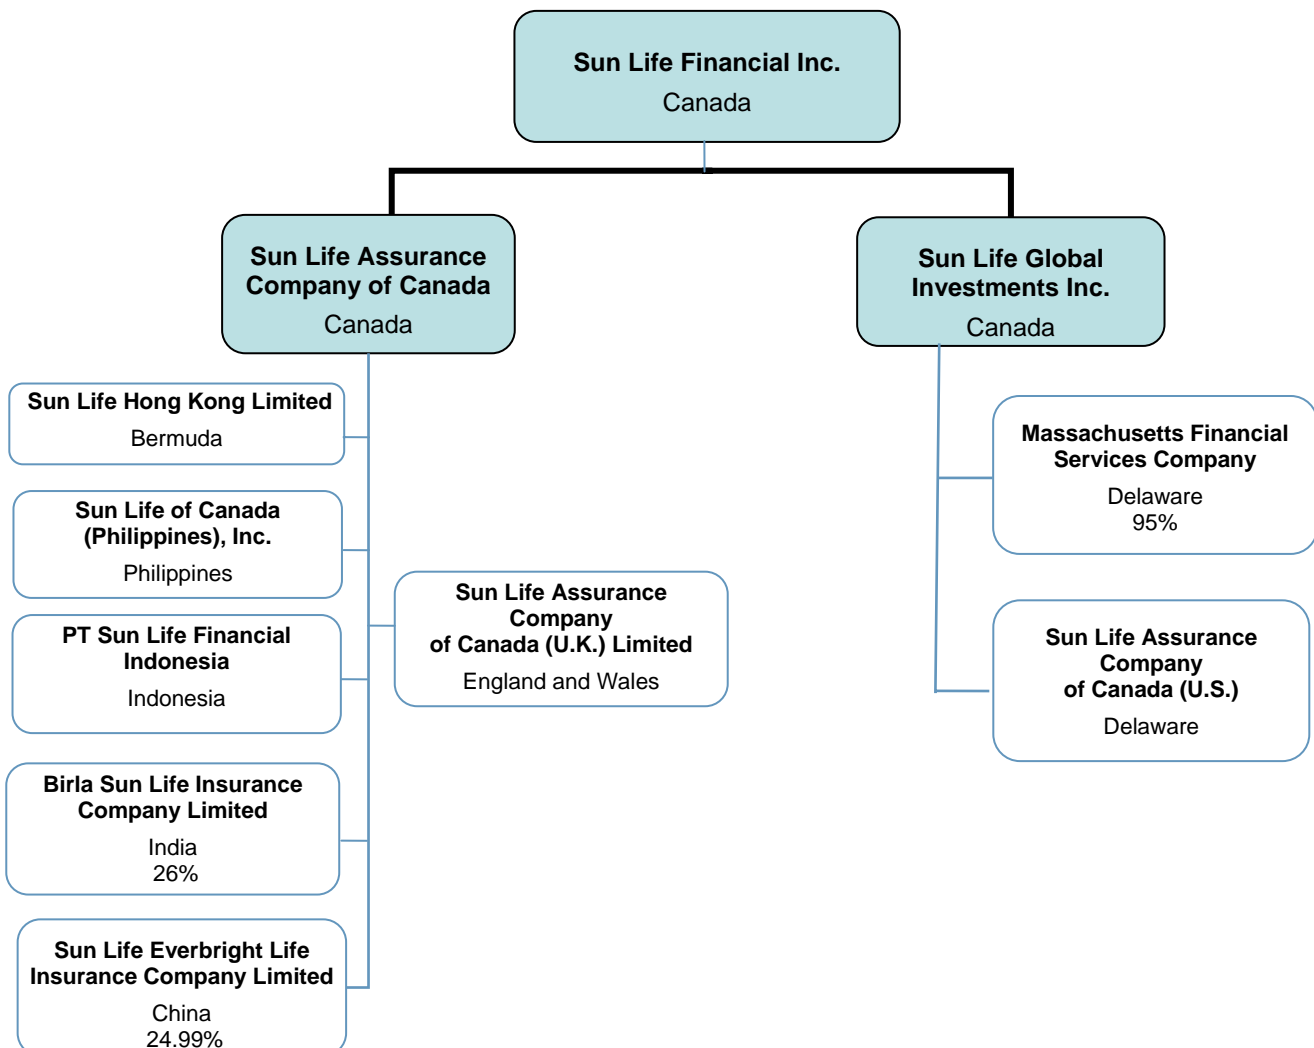 Sun Life Financial Inc.
Canada
Sun Life Assurance
Company of Canada
Canada
Sun Life Global
Investments Inc.
Canada
Sun Life Hong Kong Limited
Bermuda
Sun Life of Canada
(Philippines), Inc.
Philippines
PT Sun Life Financial
Indonesia
Indonesia
Birla Sun Life Insurance
Company Limited
India
26%
Sun Life Everbright Life
Insurance Company Limited
China
24.99%
Sun Life Assurance
Company
of Canada (U.K.) Limited
England and Wales
Massachusetts Financial
Services Company
Delaware
95%
Sun Life Assurance
Company
of Canada (U.S.)
Delaware